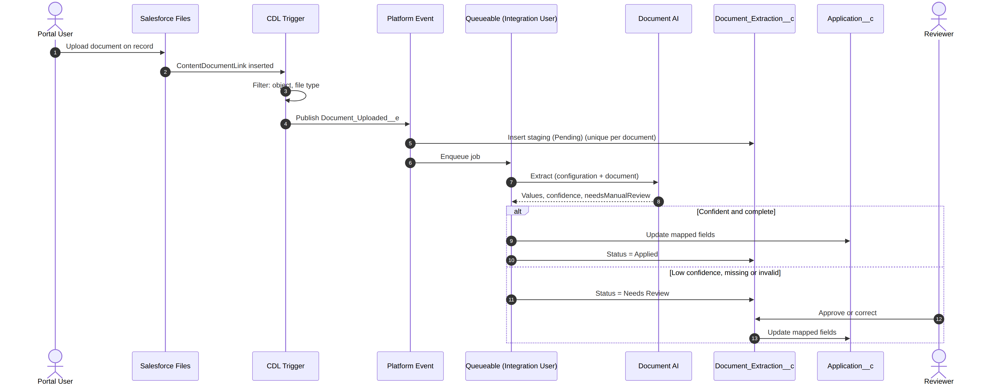 Portal User
Salesforce Files
CDL Trigger
Platform Event
Queueable (Integration User)
Document AI
Document_Extraction__c
Application__c
Reviewer
1
Upload document on record
2
ContentDocumentLink inserted
Filter: object, file type
3
4
Publish Document_Uploaded__e
5
Insert staging (Pending) (unique per document)
6
Enqueue job
7
Extract (configuration + document)
Values, confidence, needsManualReview
8
alt
[Confident and complete]
9
Update mapped fields
10
Status = Applied
[Low confidence, missing or invalid]
11
Status = Needs Review
Approve or correct
12
13
Update mapped fields
Portal User
Salesforce Files
CDL Trigger
Platform Event
Queueable (Integration User)
Document AI
Document_Extraction__c
Application__c
Reviewer